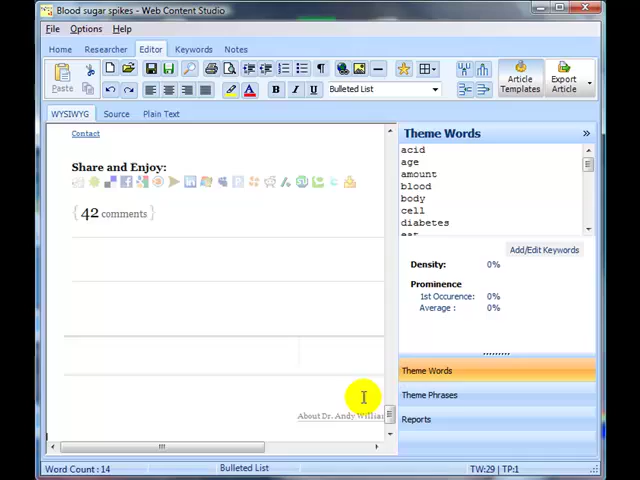 Blood sugar spikes - Web Content Studio
File Options Help
Home Researcher Editor Keywords Notes
Paste
B I U Bulleted List
Article Templates
Export Article
WYSIWYG Source Plain Text
Contact
Share and Enjoy:
{ 42 comments }
About Dr. Andy Willia
Theme Words »
acid
age
amount
blood
body
cell
diabetes
eat
Add/Edit Keywords
Density: 0%
Prominence
1st Occurence: 0%
Average : 0%
Theme Words
Theme Phrases
Reports
Word Count : 14 Bulleted List TW:29 | TP:1